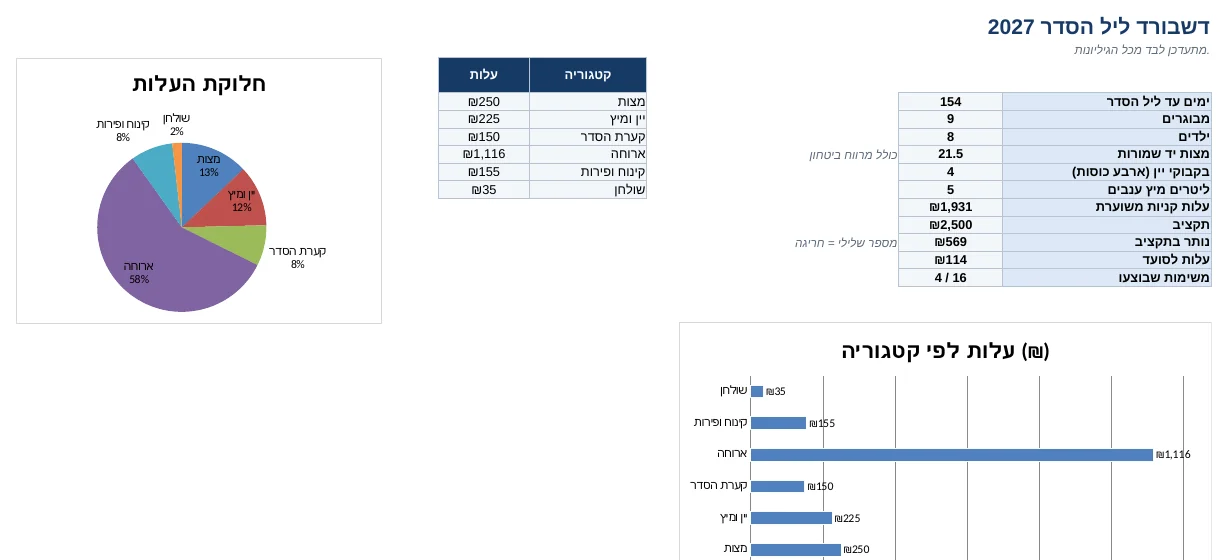 דשבורד ליל הסדר 2027
מתעדכן לבד מכל הגיליונות.
ימים עד ליל הסדר 154
מבוגרים 9
ילדים 8
מצות יד שמורות 21.5 כולל מרווח ביטחון
בקבוקי יין (ארבע כוסות) 4
ליטרים מיץ ענבים 5
עלות קניות משוערת ₪1,931
תקציב ₪2,500
נותר בתקציב ₪569 מספר שלילי = חריגה
עלות לסועד ₪114
משימות שבוצעו 4 / 16
קטגוריה עלות
מצות ₪250
יין ומיץ ₪225
קערת הסדר ₪150
ארוחה ₪1,116
קינוח ופירות ₪155
שולחן ₪35
חלוקת העלות
שולחן
2%
קינוח ופירות
8%
מצות
13%
יין ומיץ
12%
קערת הסדר
8%
ארוחה
58%
עלות לפי קטגוריה (₪)
שולחן ₪35
קינוח ופירות ₪155
ארוחה ₪1,116
קערת הסדר ₪150
יין ומיץ ₪225
מצות ₪250